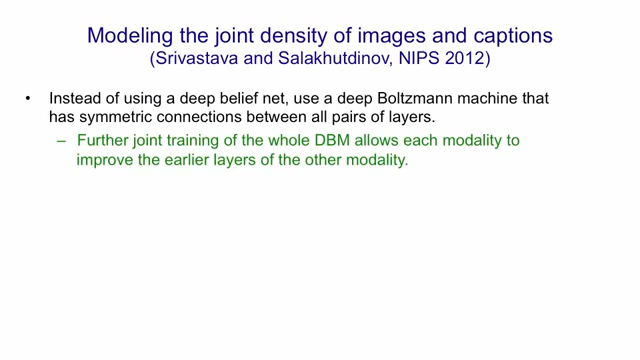 Modeling the joint density of images and captions
(Srivastava and Salakhutdinov, NIPS 2012)
• Instead of using a deep belief net, use a deep Boltzmann machine that
has symmetric connections between all pairs of layers.
– Further joint training of the whole DBM allows each modality to
improve the earlier layers of the other modality.